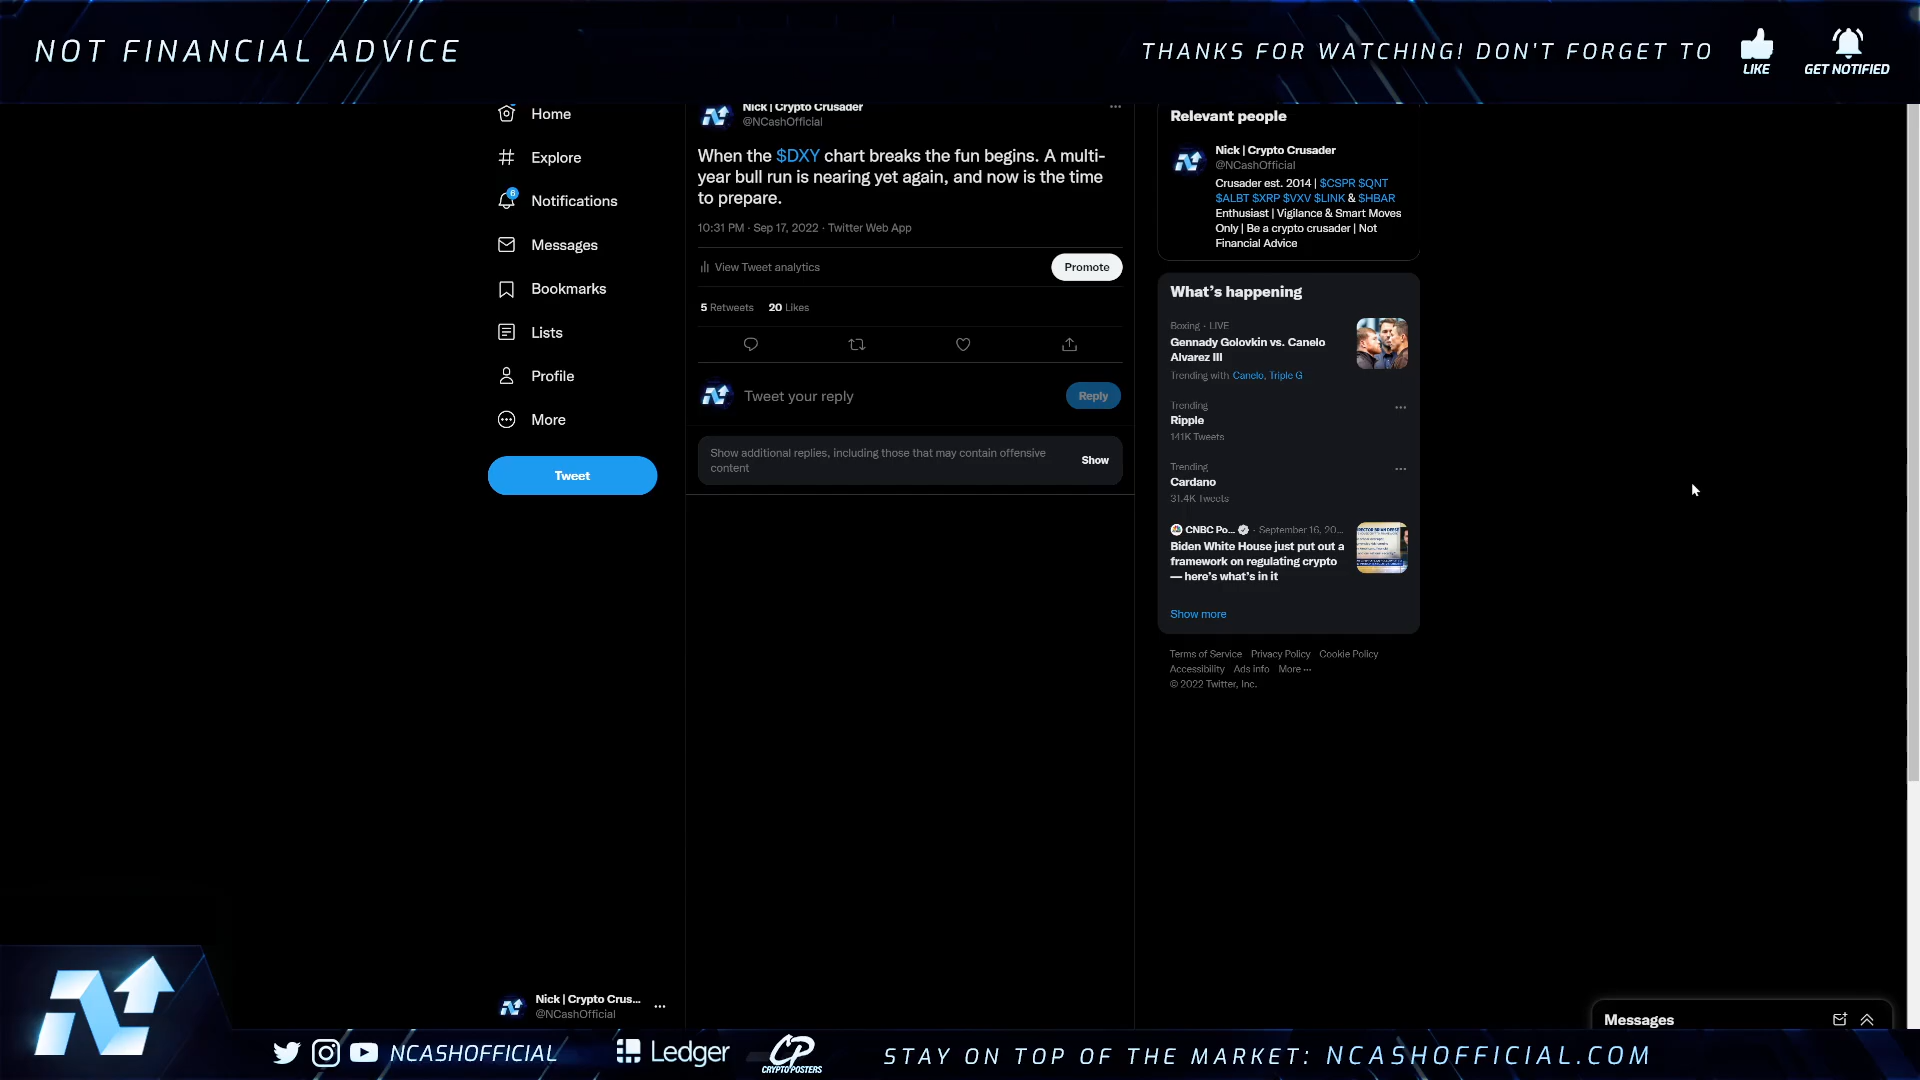 NOT FINANCIAL ADVICE
THANKS FOR WATCHING! DON'T FORGET TO
LIKE
GET NOTIFIED
Home
Explore
6
Notifications
Messages
Bookmarks
Lists
Profile
More
Tweet
Nick | Crypto Crusader
@NCashOfficial
When the $DXY chart breaks the fun begins. A multi-
year bull run is nearing yet again, and now is the time
to prepare.
10:31 PM · Sep 17, 2022 · Twitter Web App
View Tweet analytics
Promote
5 Retweets 20 Likes
Tweet your reply
Reply
Show additional replies, including those that may contain offensive
content
Show
Relevant people
Nick | Crypto Crusader
@NCashOfficial
Crusader est. 2014 | $CSPR $QNT
$ALBT $XRP $VXV $LINK & $HBAR
Enthusiast | Vigilance & Smart Moves
Only | Be a crypto crusader | Not
Financial Advice
What's happening
Boxing · LIVE
Gennady Golovkin vs. Canelo
Alvarez III
Trending with Canelo, Triple G
Trending
Ripple
141K Tweets
Trending
Cardano
31.4K Tweets
CNBC Po... · September 16, 20...
Biden White House just put out a
framework on regulating crypto
— here's what's in it
Show more
Terms of Service Privacy Policy Cookie Policy
Accessibility Ads info More ...
© 2022 Twitter, Inc.
Nick | Crypto Crus...
@NCashOfficial
Messages
NCASHOFFICIAL
Ledger
CP
CRYPTOPOSTERS
STAY ON TOP OF THE MARKET: NCASHOFFICIAL.COM